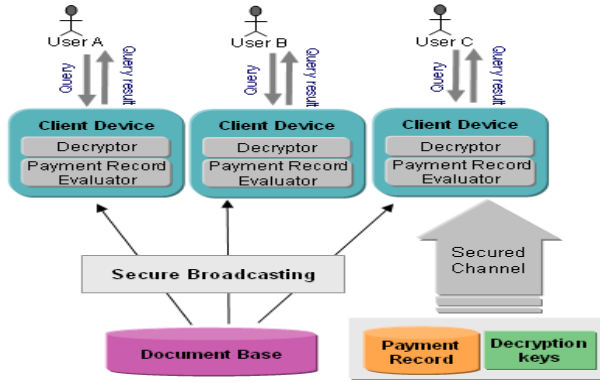 User A
User B
User C
Query
Query result
Query
Query result
Query
Query result
Client Device
Decryptor
Payment Record
Evaluator
Client Device
Decryptor
Payment Record
Evaluator
Client Device
Decryptor
Payment Record
Evaluator
Secure Broadcasting
Secured
Channel
Document Base
Payment
Record
Decryption
keys